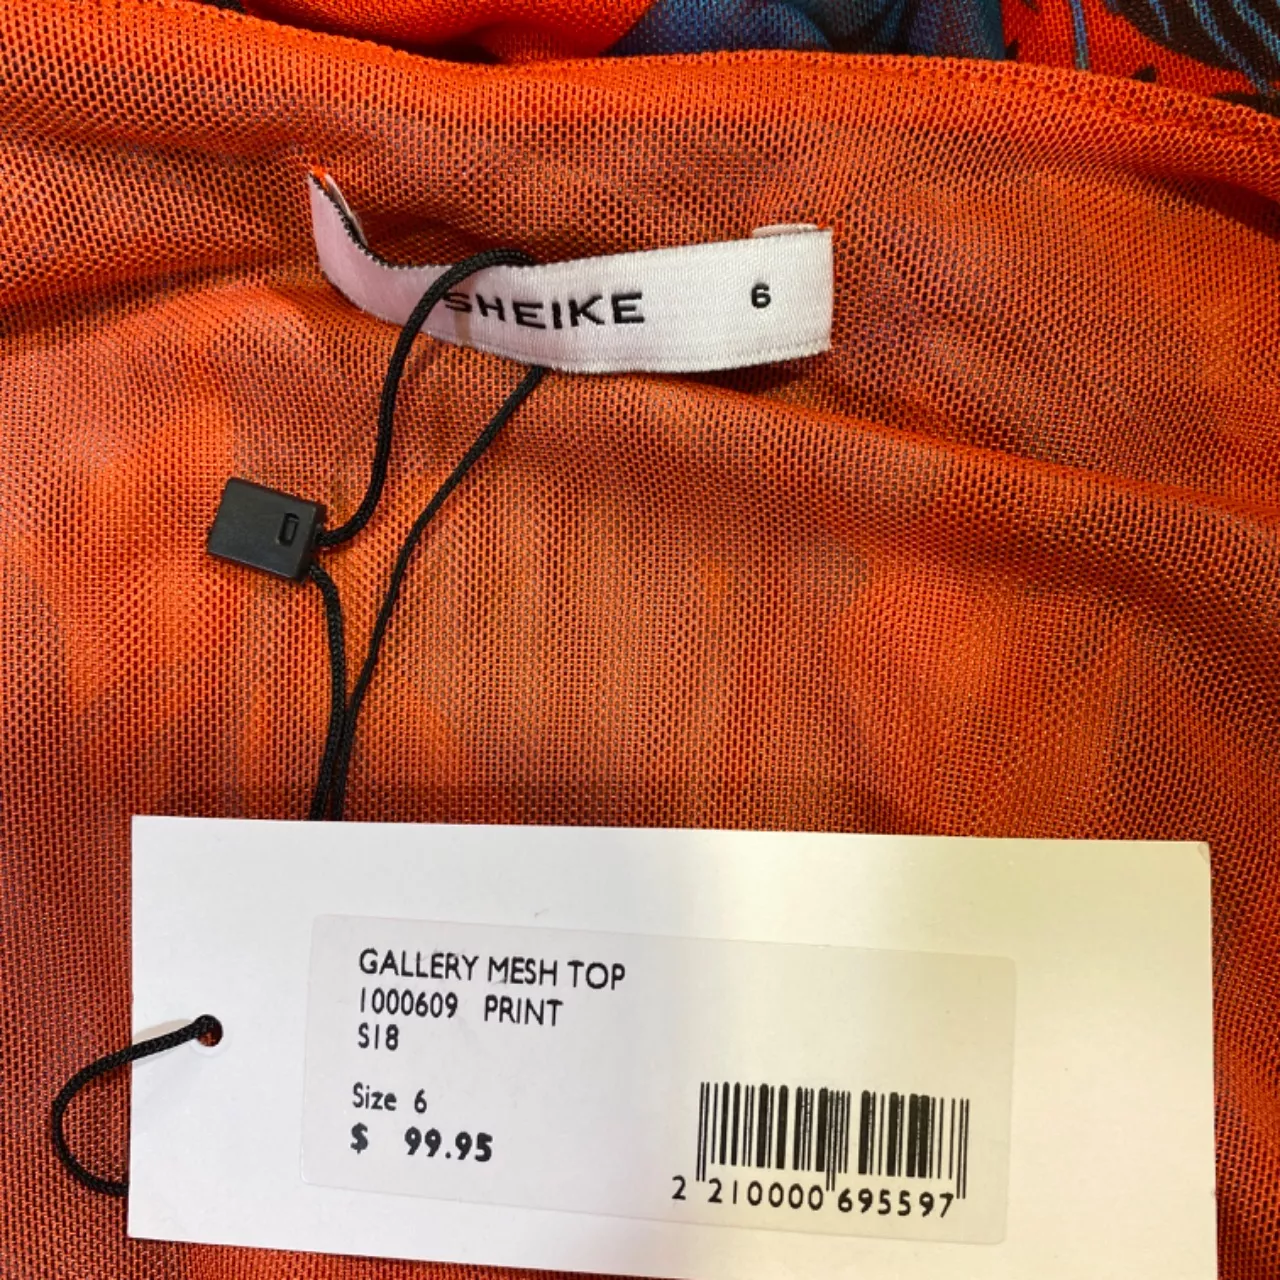 SHEIKE 6
GALLERY MESH TOP
1000609 PRINT
S18
Size 6
$ 99.95
2 210000 695597